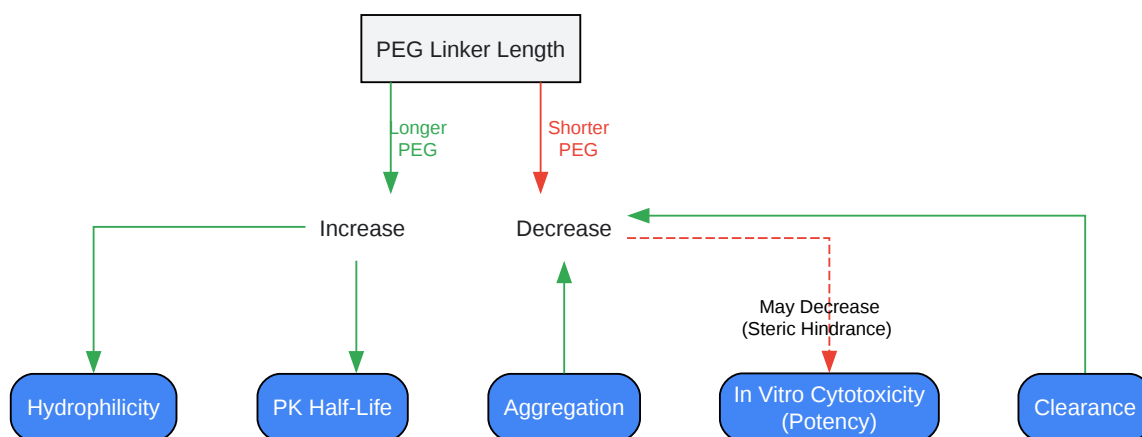 PEG Linker Length
Longer
PEG
Shorter
PEG
Increase
Decrease
May Decrease
(Steric Hindrance)
Hydrophilicity
PK Half-Life
Aggregation
In Vitro Cytotoxicity
(Potency)
Clearance